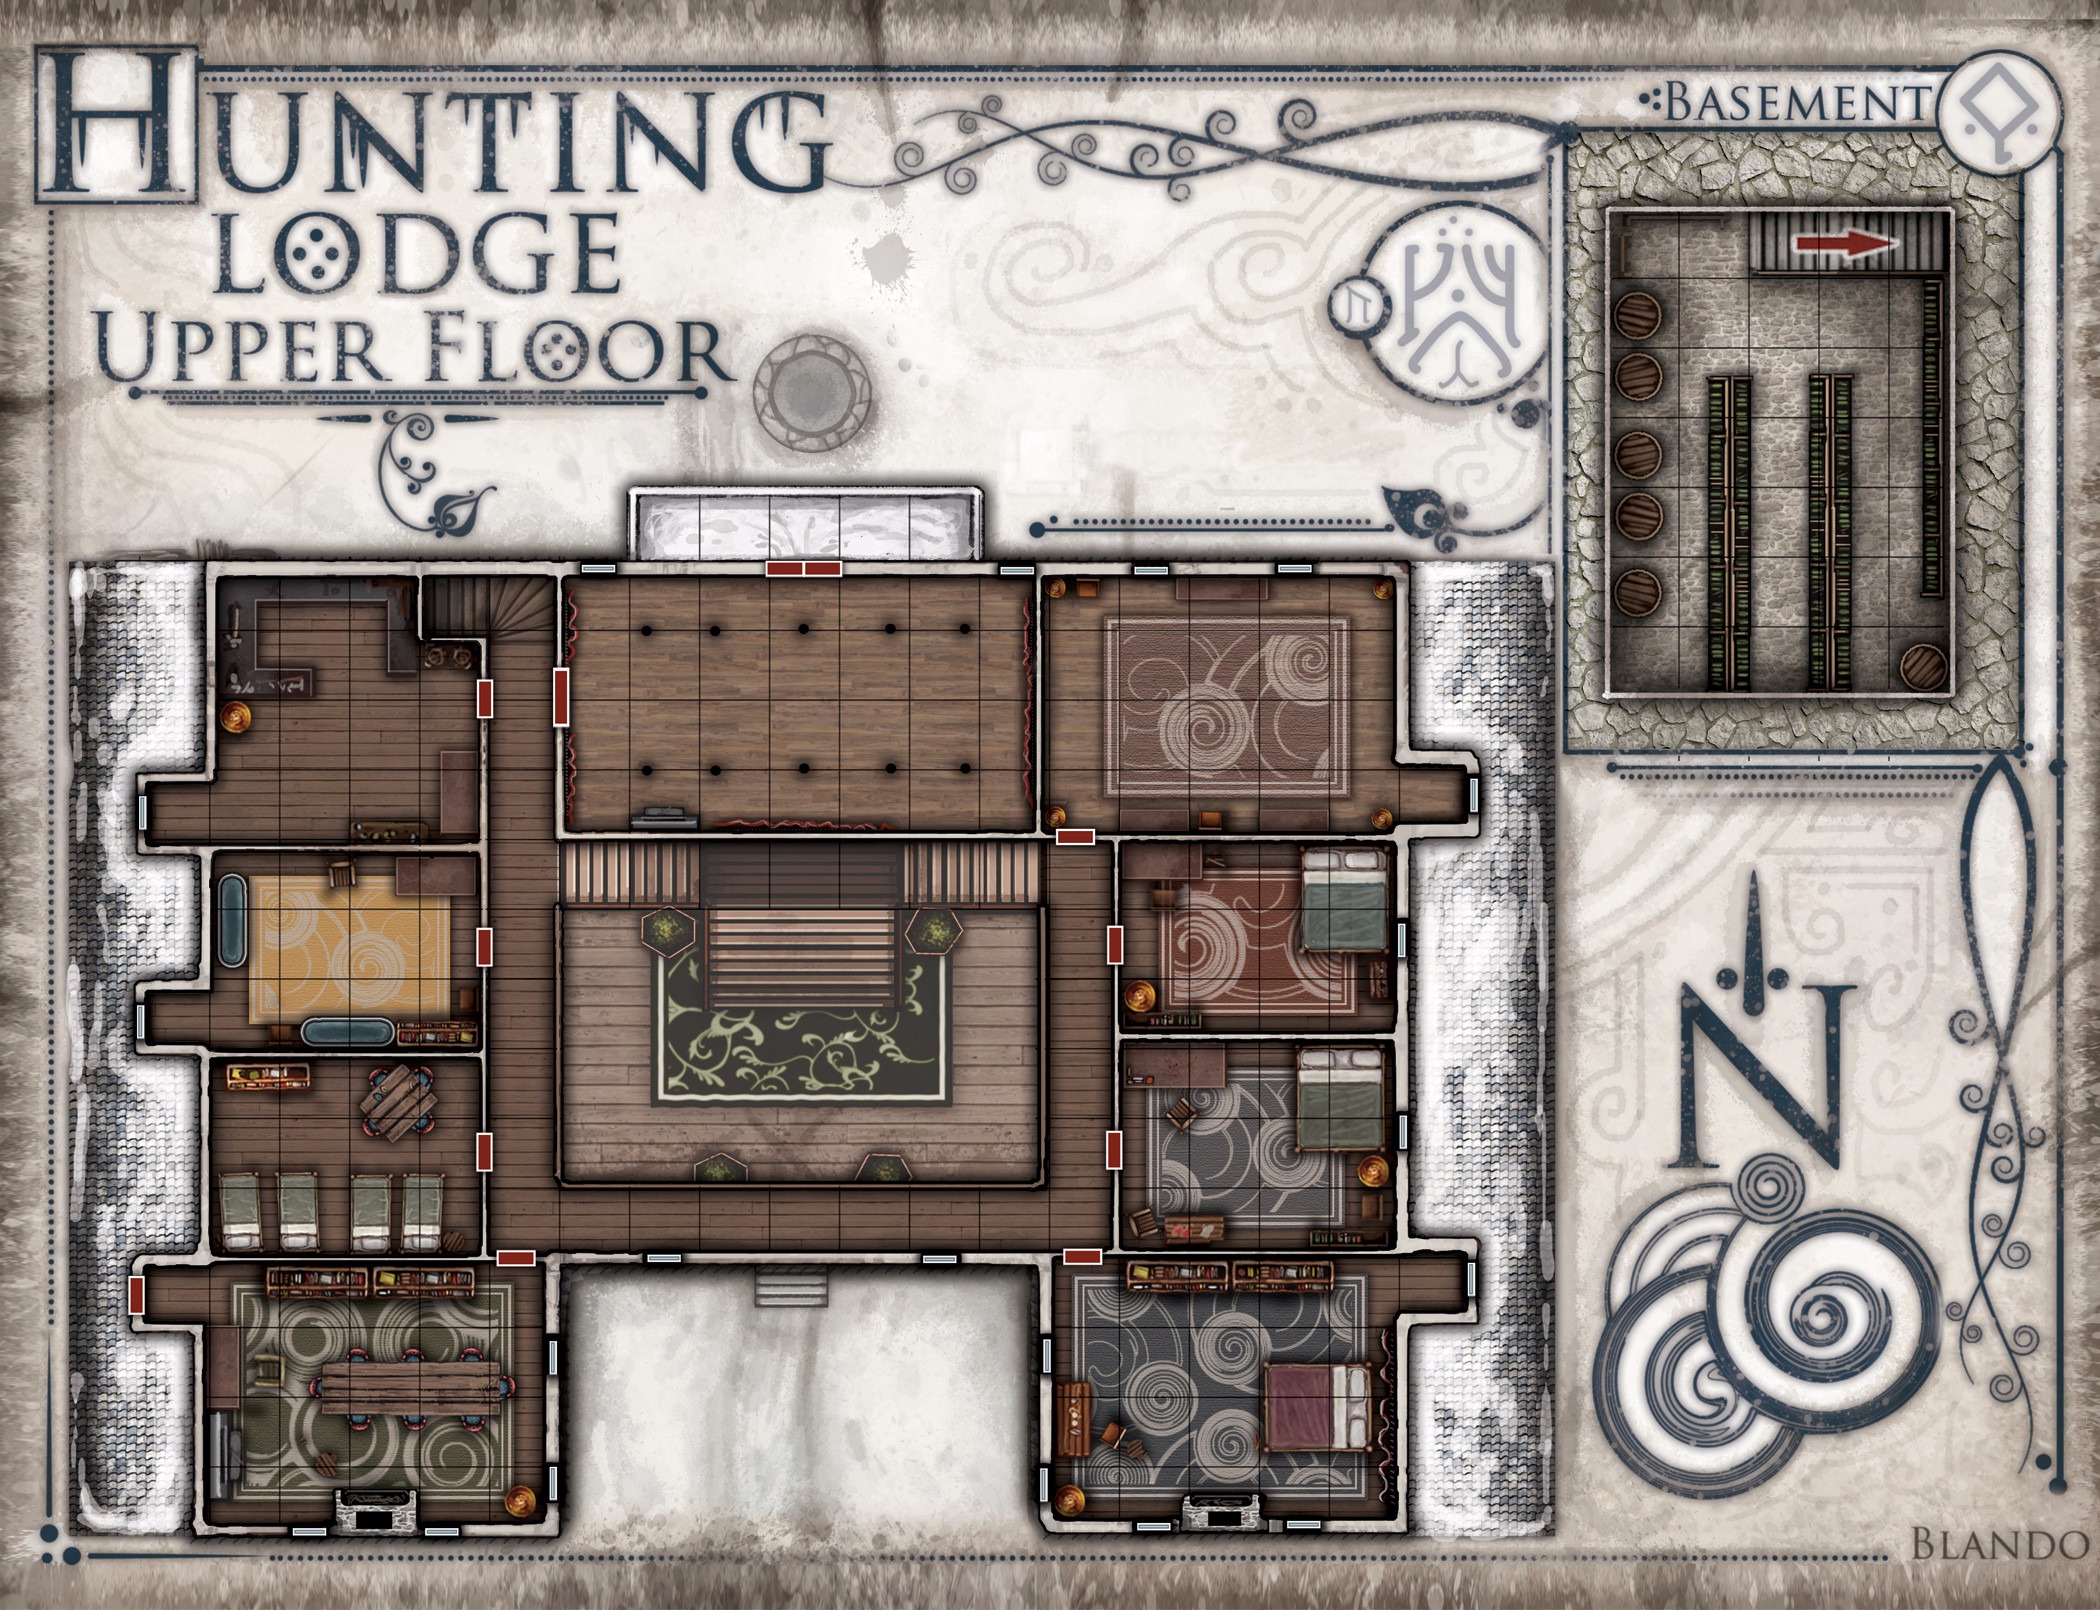 HUNTING
LODGE
UPPER FLOOR
BASEMENT
N
BLANDO